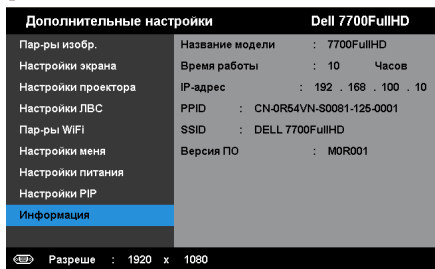 Дополнительные настройки Dell 7700FullHD
Пар-ры изобр. Название модели : 7700FullHD
Настройки экрана Время работы : 10 Часов
Настройки проектора IP-адрес : 192 . 168 . 100 . 10
Настройки ЛВС PPID : CN-0R54VN-S0081-125-0001
Пар-ры WiFi SSID : DELL 7700FullHD
Настройки меня Версия ПО : M0R001
Настройки питания
Настройки PIP
Информация
Разреше : 1920 x 1080